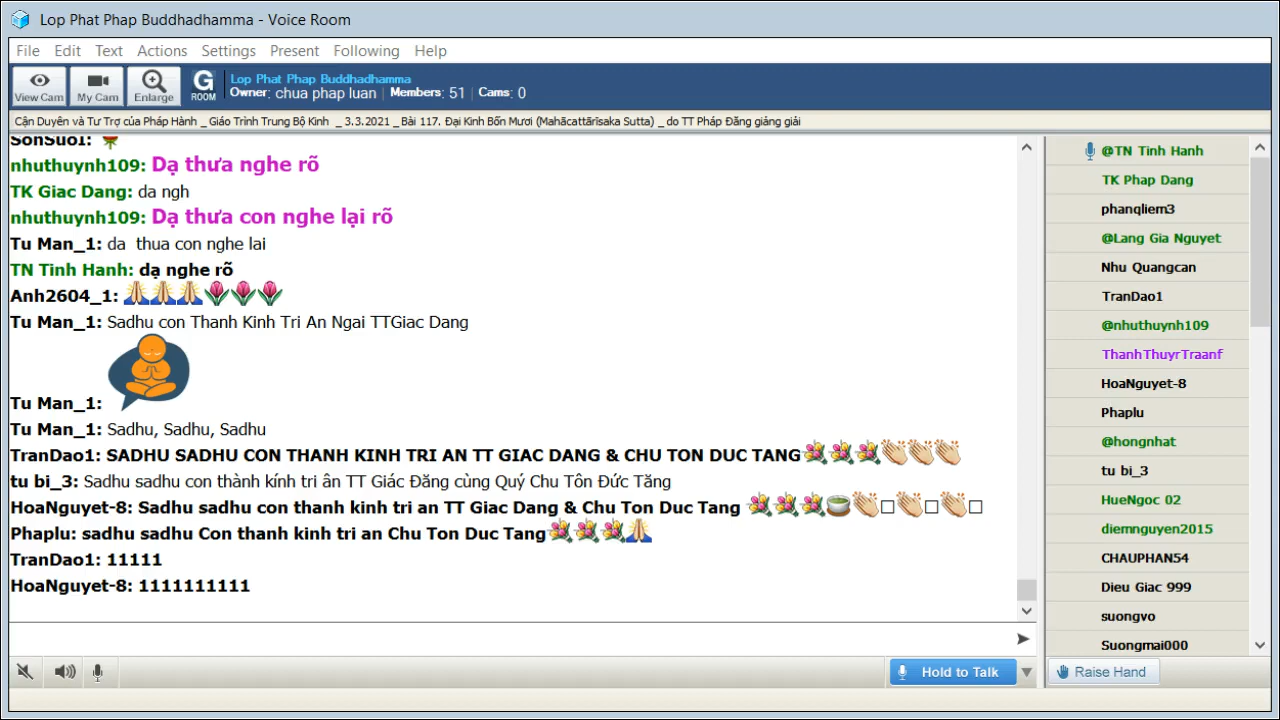 Lop Phat Phap Buddhadhamma - Voice Room
File Edit Text Actions Settings Present Following Help
View Cam My Cam Enlarge G ROOM
Lop Phat Phap Buddhadhamma
Owner: chua phap luan | Members: 51 | Cams: 0
Cận Duyên và Tư Trợ của Pháp Hành _ Giáo Trình Trung Bộ Kinh _ 3.3.2021 _ Bài 117. Đại Kinh Bốn Mươi (Mahācattārīsaka Sutta) _ do TT Pháp Đăng giảng giải
SonSuoi:
nhuthuynh109: Dạ thưa nghe rõ
TK Giac Dang: da ngh
nhuthuynh109: Dạ thưa con nghe lại rõ
Tu Man_1: da thua con nghe lai
TN Tinh Hanh: dạ nghe rõ
Anh2604_1: 🙏🙏🙏🌷🌷🌷
Tu Man_1: Sadhu con Thanh Kinh Tri An Ngai TTGiac Dang
Tu Man_1:
Tu Man_1: Sadhu, Sadhu, Sadhu
TranDao1: SADHU SADHU CON THANH KINH TRI AN TT GIAC DANG & CHU TON DUC TANG💐💐💐👏🏼👏🏼👏🏼
tu bi_3: Sadhu sadhu con thành kính tri ân TT Giác Đăng cùng Quý Chu Tôn Đức Tăng
HoaNguyet-8: Sadhu sadhu con thanh kinh tri an TT Giac Dang & Chu Ton Duc Tang 💐💐💐🍵👏🏼□👏🏼□👏🏼□
Phaplu: sadhu sadhu Con thanh kinh tri an Chu Ton Duc Tang💐💐💐🙏
TranDao1: 11111
HoaNguyet-8: 1111111111
Hold to Talk
@TN Tinh Hanh
TK Phap Dang
phanqliem3
@Lang Gia Nguyet
Nhu Quangcan
TranDao1
@nhuthuynh109
ThanhThuyrTraanf
HoaNguyet-8
Phaplu
@hongnhat
tu bi_3
HueNgoc 02
diemnguyen2015
CHAUPHAN54
Dieu Giac 999
suongvo
Suongmai000
Raise Hand